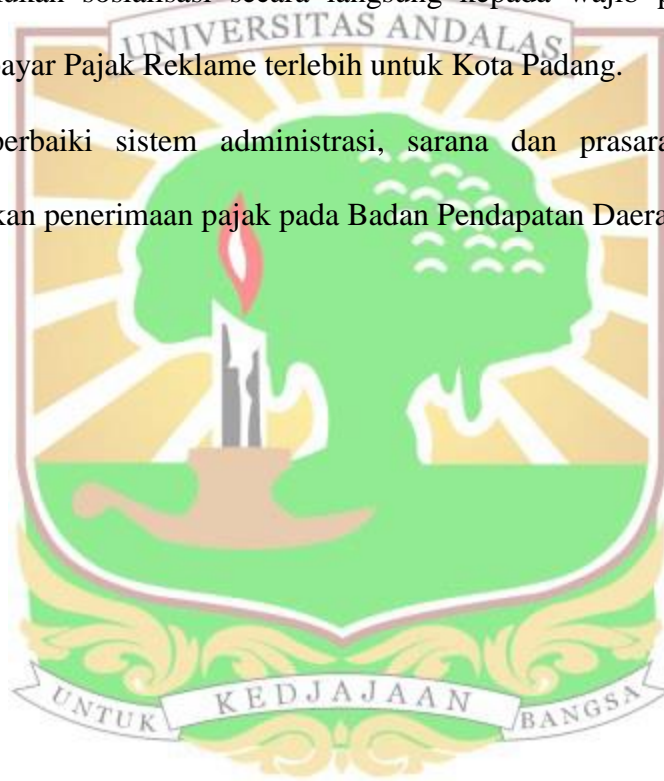 sosialisasi secara langsung kepada wajib p
UNIVERSITAS ANDALAS
ayar Pajak Reklame terlebih untuk Kota Padang.
perbaiki sistem administrasi, sarana dan prasara
kan penerimaan pajak pada Badan Pendapatan Daera
UNTUK KEDJAJAAN BANGSA